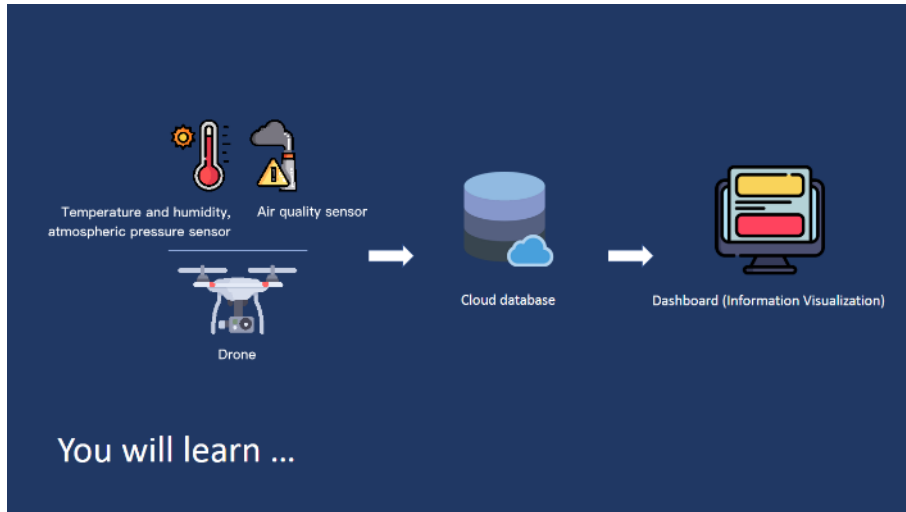 Temperature and humidity,
atmospheric pressure sensor
Air quality sensor
Drone
Cloud database
Dashboard (Information Visualization)
You will learn ...